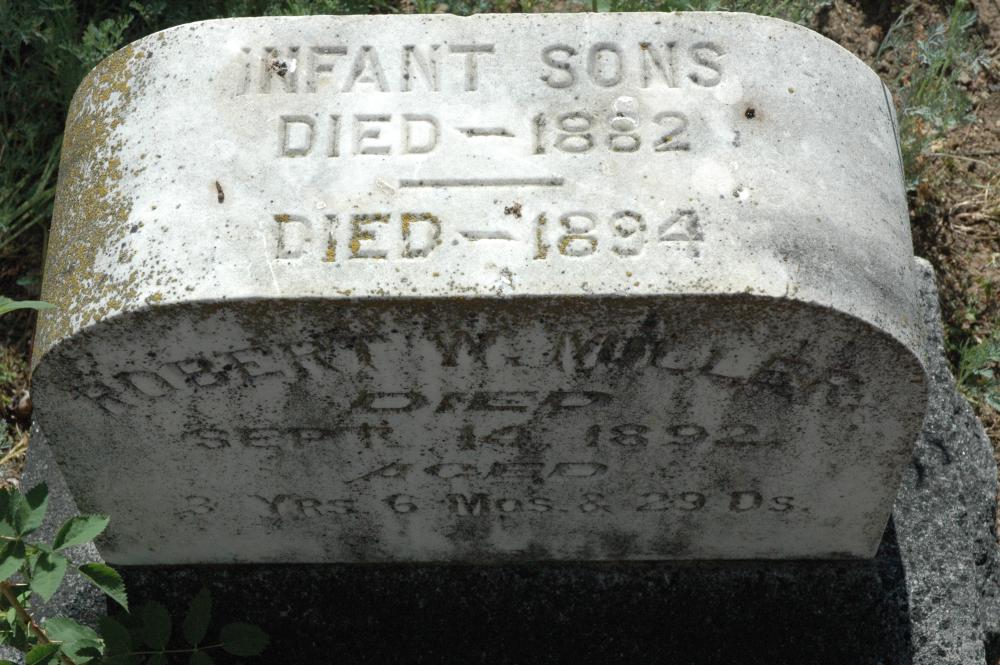 INFANT SONS
DIED — 1882
DIED — 1894
ROBERT W. MILLAR.
DIED
SEPT. 14, 1892.
AGED
3 YRS. 6 MOS. & 29 DS.